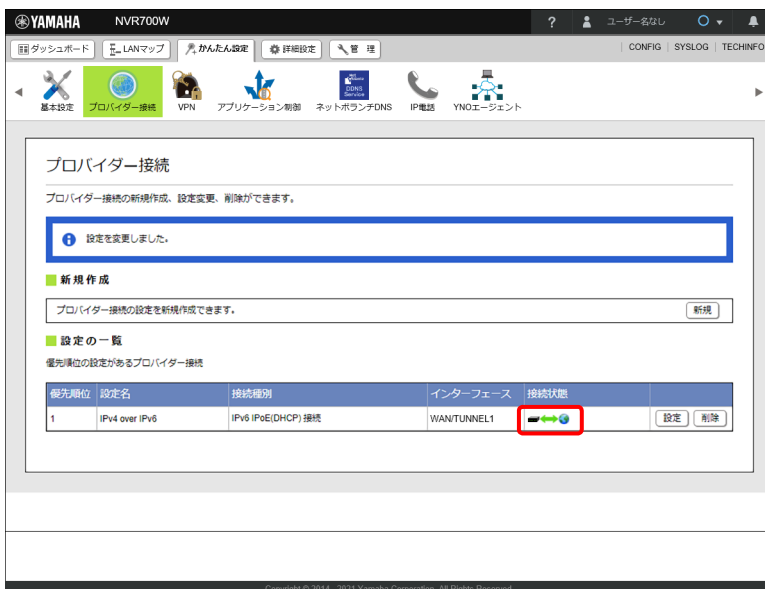 YAMAHA NVR700W ? ユーザー名なし
ダッシュボード LANマップ かんたん設定 詳細設定 管 理 CONFIG SYSLOG TECHINFO
基本設定 プロバイダー接続 VPN アプリケーション制御 ネットボランチDNS IP電話 YNOエージェント
DDNS
Service
プロバイダー接続
プロバイダー接続の新規作成、設定変更、削除ができます。
設定を変更しました。
新規作成
プロバイダー接続の設定を新規作成できます。 新規
設定の一覧
優先順位の設定があるプロバイダー接続
優先順位 設定名 接続種別 インターフェース 接続状態
1 IPv4 over IPv6 IPv6 IPoE(DHCP) 接続 WAN/TUNNEL1 設定 削除
Copyright © 2014 - 2021 Yamaha Corporation. All Rights Reserved.